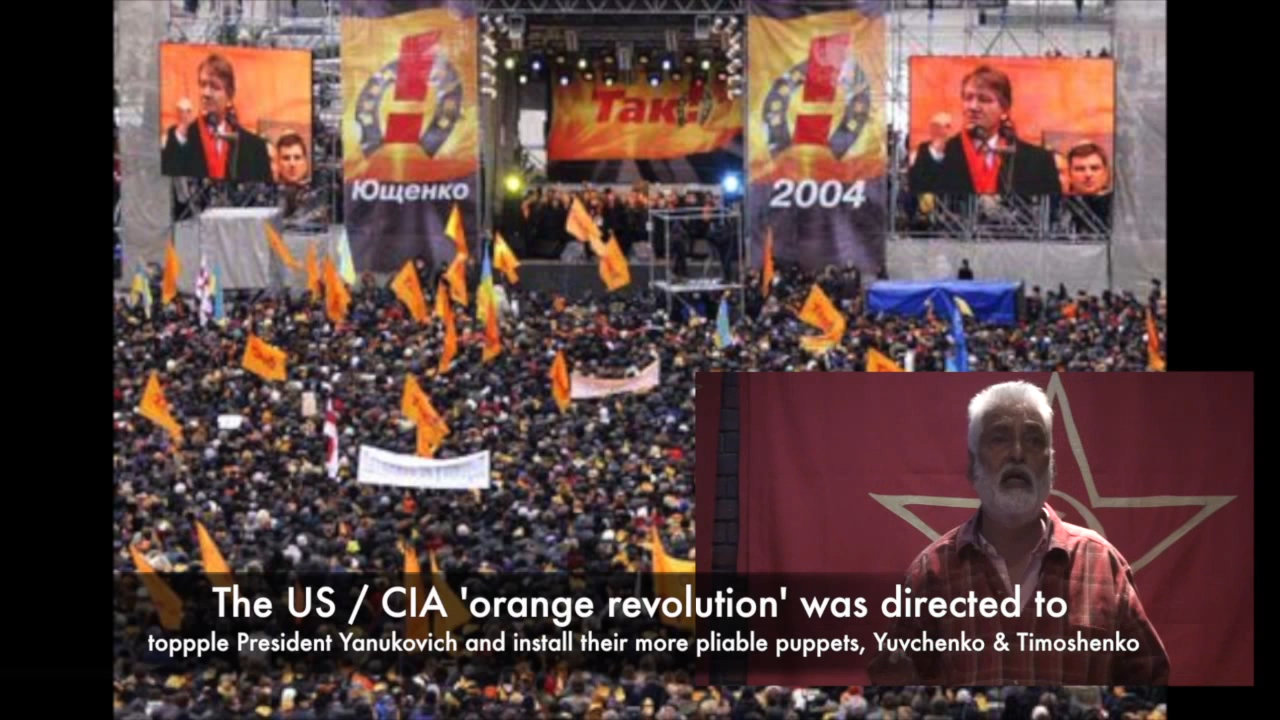 Так!
Ющенко
2004
The US / CIA 'orange revolution' was directed to
toppple President Yanukovich and install their more pliable puppets, Yuvchenko & Timoshenko